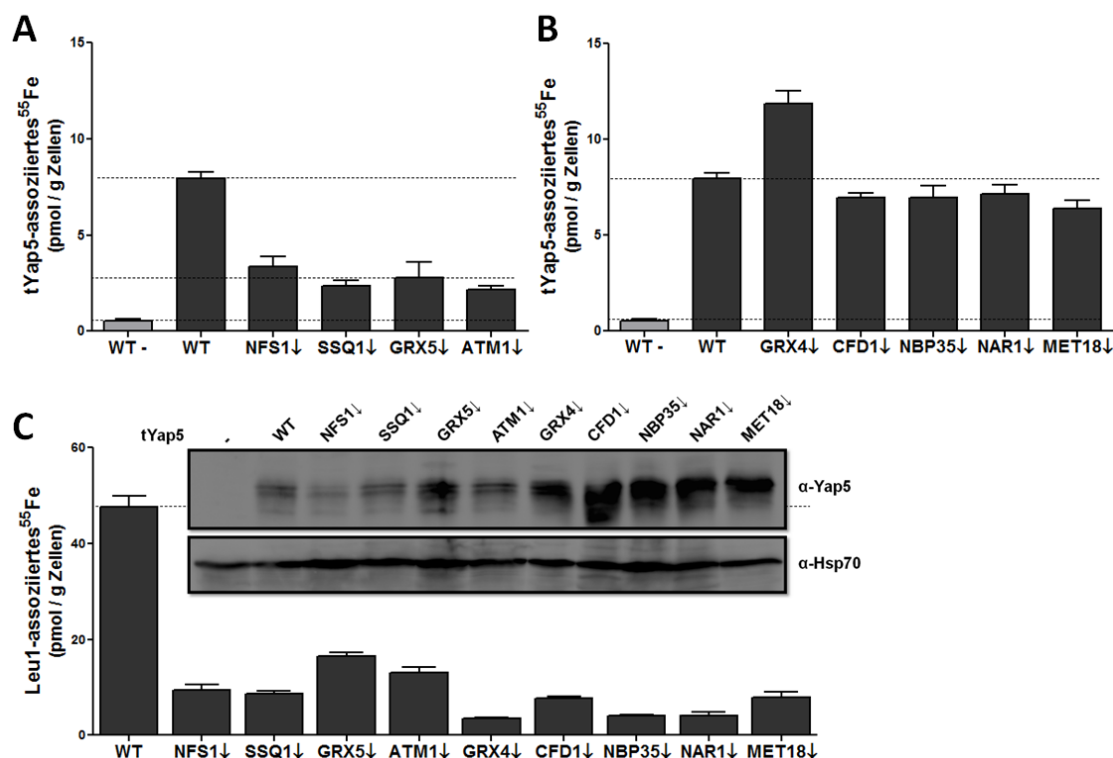 A
tYap5-assoziiertes ⁵⁵Fe
(pmol / g Zellen)
15
10
5
0
WT - WT NFS1↓ SSQ1↓ GRX5↓ ATM1↓
B
tYap5-assoziiertes ⁵⁵Fe
(pmol / g Zellen)
15
10
5
0
WT - WT GRX4↓ CFD1↓ NBP35↓ NAR1↓ MET18↓
C
tYap5 - WT NFS1↓ SSQ1↓ GRX5↓ ATM1↓ GRX4↓ CFD1↓ NBP35↓ NAR1↓ MET18↓
α-Yap5
α-Hsp70
Leu1-assoziiertes ⁵⁵Fe
(pmol / g Zellen)
60
40
20
0
WT NFS1↓ SSQ1↓ GRX5↓ ATM1↓ GRX4↓ CFD1↓ NBP35↓ NAR1↓ MET18↓